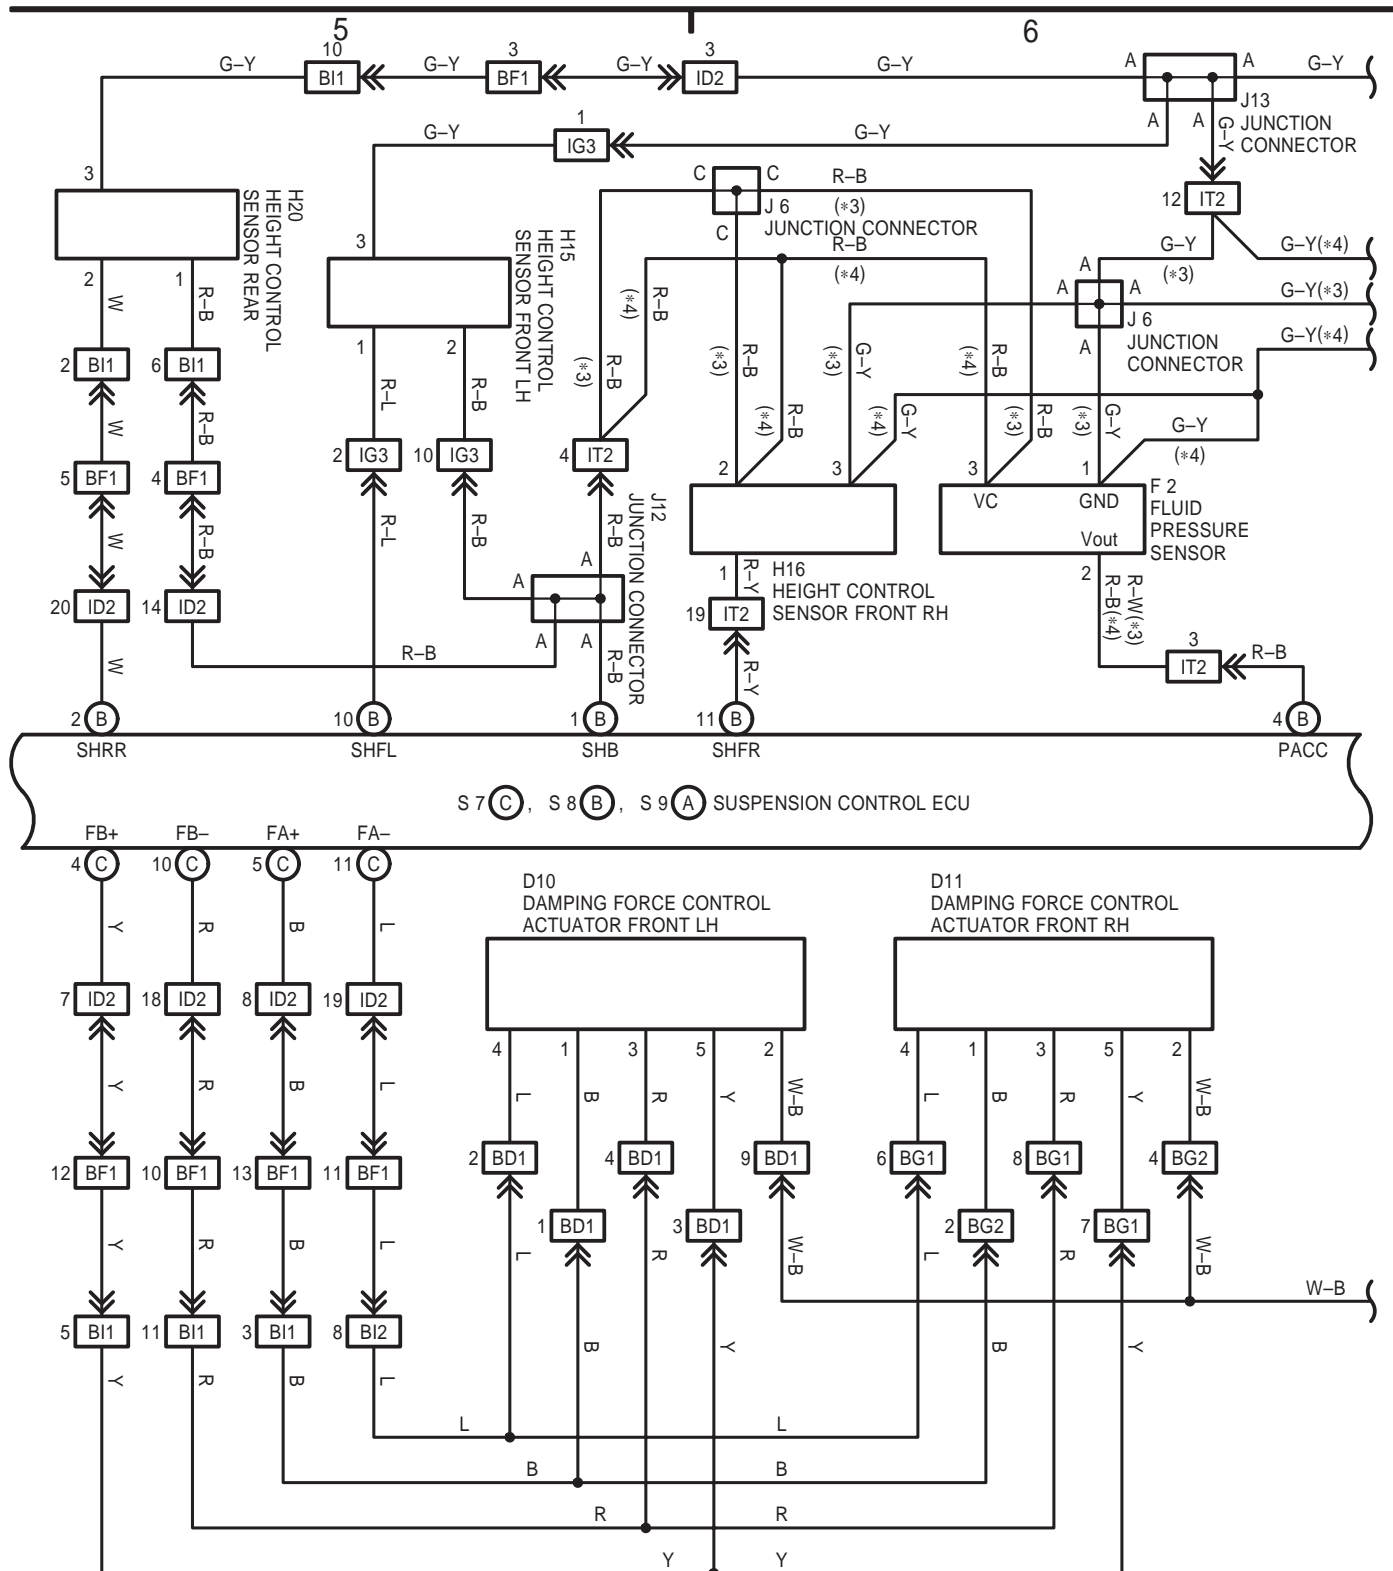 5
6
10
3
3
G–Y
BI1
G–Y
BF1
G–Y
ID2
G–Y
A
A
G–Y
1
G–Y
IG3
G–Y
A
A
G–Y
J13
JUNCTION
CONNECTOR
3
C
C
R–B
(*3)
J 6
JUNCTION CONNECTOR
C
12
IT2
H20
HEIGHT CONTROL
SENSOR REAR
3
H15
HEIGHT CONTROL
SENSOR FRONT LH
R–B
(*4)
G–Y
(*3)
G–Y(*4)
A
A
A
G–Y(*3)
J 6
JUNCTION
CONNECTOR
A
G–Y(*4)
2
1
W
R–B
R–B
(*4)
1
2
R–B
(*3)
R–B
(*3)
G–Y
(*3)
R–B
(*4)
2
BI1
6
BI1
R–L
R–B
R–B
(*4)
G–Y
(*4)
R–B
(*3)
G–Y
(*3)
G–Y
(*4)
W
R–B
2
IG3
10
IG3
4
IT2
5
BF1
4
BF1
2
3
3
1
VC
GND
Vout
F 2
FLUID
PRESSURE
SENSOR
W
R–B
R–L
R–B
R–B
J12
JUNCTION CONNECTOR
A
A
A
A
1
R–Y
H16
HEIGHT CONTROL
SENSOR FRONT RH
2
R–W(*3)
R–B(*4)
20
ID2
14
ID2
19
IT2
3
IT2
R–B
W
R–B
R–B
R–Y
2
B
10
B
1
B
11
B
4
B
SHRR
SHFL
SHB
SHFR
PACC
S 7 C , S 8 B , S 9 A SUSPENSION CONTROL ECU
FB+
FB–
FA+
FA–
4
C
10
C
5
C
11
C
D10
DAMPING FORCE CONTROL
ACTUATOR FRONT LH
D11
DAMPING FORCE CONTROL
ACTUATOR FRONT RH
Y
R
B
L
7
ID2
18
ID2
8
ID2
19
ID2
4
1
3
5
2
4
1
3
5
2
Y
R
B
L
L
B
R
Y
W–B
L
B
R
Y
W–B
12
BF1
10
BF1
13
BF1
11
BF1
2
BD1
4
BD1
9
BD1
6
BG1
8
BG1
4
BG2
1
BD1
3
BD1
2
BG2
7
BG1
Y
R
B
L
L
R
W–B
L
R
W–B
W–B
5
BI1
11
BI1
3
BI1
8
BI2
B
Y
B
Y
Y
R
B
L
L
L
B
B
R
R
Y
Y